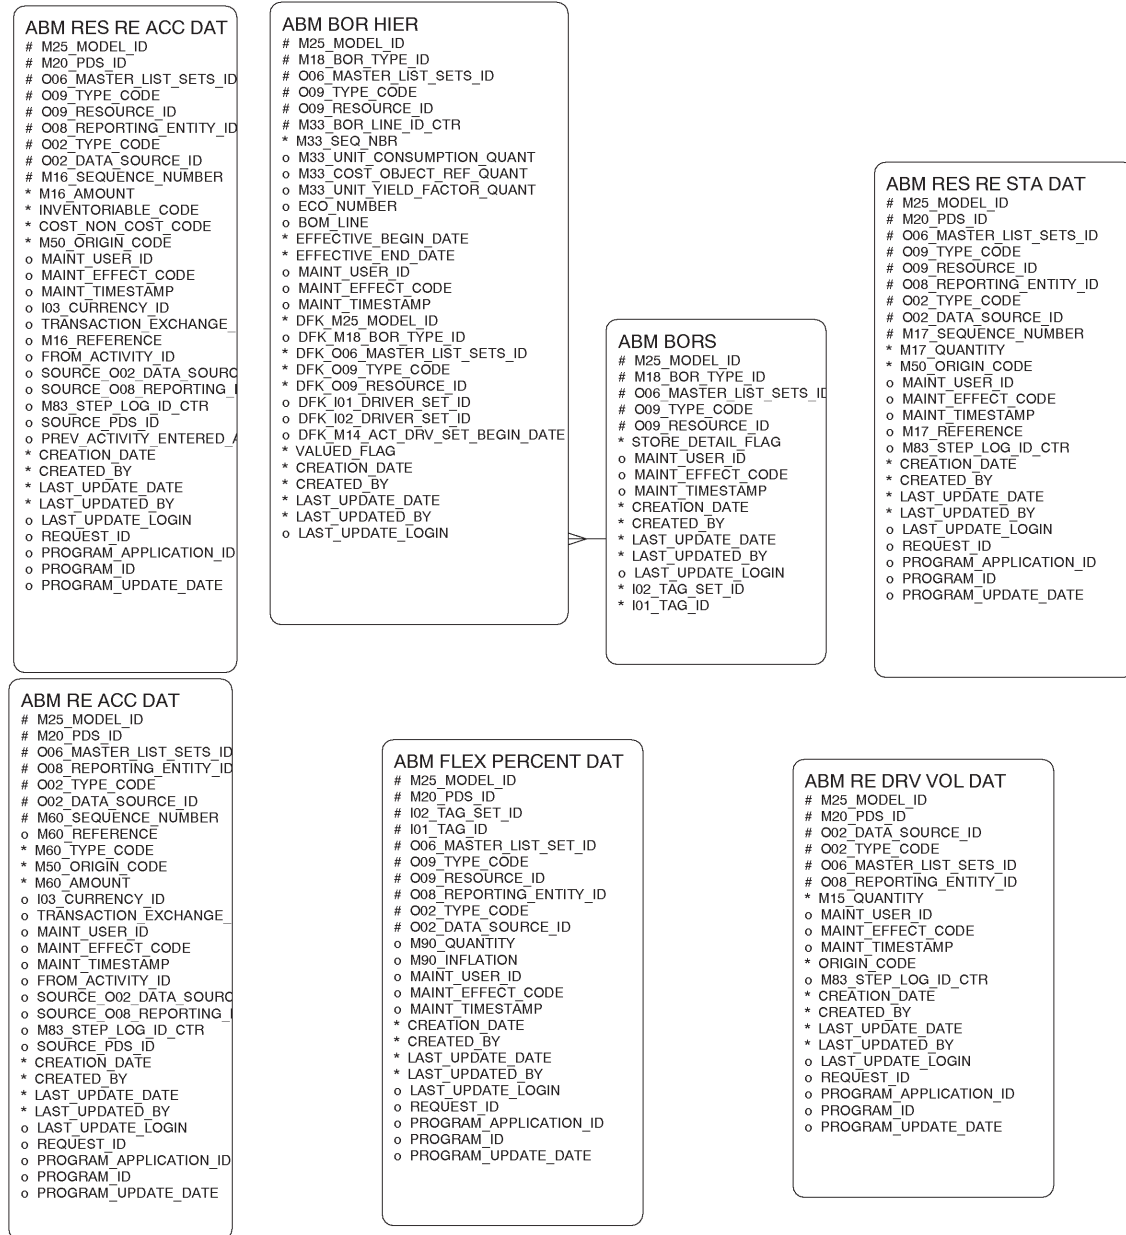 ABM RES RE ACC DAT
# M25_MODEL_ID
# M20_PDS_ID
# O06_MASTER_LIST_SETS_ID
# O09_TYPE_CODE
# O09_RESOURCE_ID
# O08_REPORTING_ENTITY_ID
# O02_TYPE_CODE
# O02_DATA_SOURCE_ID
# M16_SEQUENCE_NUMBER
* M16_AMOUNT
* INVENTORIABLE_CODE
* COST_NON_COST_CODE
* M50_ORIGIN_CODE
o MAINT_USER_ID
o MAINT_EFFECT_CODE
o MAINT_TIMESTAMP
o I03_CURRENCY_ID
o TRANSACTION_EXCHANGE_
o M16_REFERENCE
o FROM_ACTIVITY_ID
o SOURCE_O02_DATA_SOURC
o SOURCE_O08_REPORTING_
o M83_STEP_LOG_ID_CTR
o SOURCE_PDS_ID
o PREV_ACTIVITY_ENTERED_
* CREATION_DATE
* CREATED_BY
* LAST_UPDATE_DATE
* LAST_UPDATED_BY
o LAST_UPDATE_LOGIN
o REQUEST_ID
o PROGRAM_APPLICATION_ID
o PROGRAM_ID
o PROGRAM_UPDATE_DATE
ABM BOR HIER
# M25_MODEL_ID
# M18_BOR_TYPE_ID
# O06_MASTER_LIST_SETS_ID
# O09_TYPE_CODE
# O09_RESOURCE_ID
# M33_BOR_LINE_ID_CTR
* M33_SEQ_NBR
o M33_UNIT_CONSUMPTION_QUANT
o M33_COST_OBJECT_REF_QUANT
o M33_UNIT_YIELD_FACTOR_QUANT
o ECO_NUMBER
o BOM_LINE
* EFFECTIVE_BEGIN_DATE
* EFFECTIVE_END_DATE
o MAINT_USER_ID
o MAINT_EFFECT_CODE
o MAINT_TIMESTAMP
* DFK_M25_MODEL_ID
o DFK_M18_BOR_TYPE_ID
* DFK_O06_MASTER_LIST_SETS_ID
* DFK_O09_TYPE_CODE
* DFK_O09_RESOURCE_ID
o DFK_I01_DRIVER_SET_ID
o DFK_I02_DRIVER_SET_ID
o DFK_M14_ACT_DRV_SET_BEGIN_DATE
* VALUED_FLAG
* CREATION_DATE
* CREATED_BY
* LAST_UPDATE_DATE
* LAST_UPDATED_BY
o LAST_UPDATE_LOGIN
ABM BORS
# M25_MODEL_ID
# M18_BOR_TYPE_ID
# O06_MASTER_LIST_SETS_ID
# O09_TYPE_CODE
# O09_RESOURCE_ID
* STORE_DETAIL_FLAG
o MAINT_USER_ID
o MAINT_EFFECT_CODE
o MAINT_TIMESTAMP
* CREATION_DATE
* CREATED_BY
* LAST_UPDATE_DATE
* LAST_UPDATED_BY
o LAST_UPDATE_LOGIN
* I02_TAG_SET_ID
* I01_TAG_ID
ABM RES RE STA DAT
# M25_MODEL_ID
# M20_PDS_ID
# O06_MASTER_LIST_SETS_ID
# O09_TYPE_CODE
# O09_RESOURCE_ID
# O08_REPORTING_ENTITY_ID
# O02_TYPE_CODE
# O02_DATA_SOURCE_ID
# M17_SEQUENCE_NUMBER
* M17_QUANTITY
* M50_ORIGIN_CODE
o MAINT_USER_ID
o MAINT_EFFECT_CODE
o MAINT_TIMESTAMP
o M17_REFERENCE
o M83_STEP_LOG_ID_CTR
* CREATION_DATE
* CREATED_BY
* LAST_UPDATE_DATE
* LAST_UPDATED_BY
o LAST_UPDATE_LOGIN
o REQUEST_ID
o PROGRAM_APPLICATION_ID
o PROGRAM_ID
o PROGRAM_UPDATE_DATE
ABM RE ACC DAT
# M25_MODEL_ID
# M20_PDS_ID
# O06_MASTER_LIST_SETS_ID
# O08_REPORTING_ENTITY_ID
# O02_TYPE_CODE
# O02_DATA_SOURCE_ID
# M60_SEQUENCE_NUMBER
o M60_REFERENCE
* M60_TYPE_CODE
* M50_ORIGIN_CODE
* M60_AMOUNT
o I03_CURRENCY_ID
o TRANSACTION_EXCHANGE_
o MAINT_USER_ID
o MAINT_EFFECT_CODE
o MAINT_TIMESTAMP
o FROM_ACTIVITY_ID
o SOURCE_O02_DATA_SOURC
o SOURCE_O08_REPORTING_
o M83_STEP_LOG_ID_CTR
o SOURCE_PDS_ID
* CREATION_DATE
* CREATED_BY
* LAST_UPDATE_DATE
* LAST_UPDATED_BY
o LAST_UPDATE_LOGIN
o REQUEST_ID
o PROGRAM_APPLICATION_ID
o PROGRAM_ID
o PROGRAM_UPDATE_DATE
ABM FLEX PERCENT DAT
# M25_MODEL_ID
# M20_PDS_ID
# I02_TAG_SET_ID
# I01_TAG_ID
# O06_MASTER_LIST_SET_ID
# O09_TYPE_CODE
# O09_RESOURCE_ID
# O08_REPORTING_ENTITY_ID
# O02_TYPE_CODE
# O02_DATA_SOURCE_ID
o M90_QUANTITY
o M90_INFLATION
o MAINT_USER_ID
o MAINT_EFFECT_CODE
o MAINT_TIMESTAMP
* CREATION_DATE
* CREATED_BY
* LAST_UPDATE_DATE
* LAST_UPDATED_BY
o LAST_UPDATE_LOGIN
o REQUEST_ID
o PROGRAM_APPLICATION_ID
o PROGRAM_ID
o PROGRAM_UPDATE_DATE
ABM RE DRV VOL DAT
# M25_MODEL_ID
# M20_PDS_ID
# O02_DATA_SOURCE_ID
# O02_TYPE_CODE
# O06_MASTER_LIST_SETS_ID
# O08_REPORTING_ENTITY_ID
* M15_QUANTITY
o MAINT_USER_ID
o MAINT_EFFECT_CODE
o MAINT_TIMESTAMP
* ORIGIN_CODE
o M83_STEP_LOG_ID_CTR
* CREATION_DATE
* CREATED_BY
* LAST_UPDATE_DATE
* LAST_UPDATED_BY
o LAST_UPDATE_LOGIN
o REQUEST_ID
o PROGRAM_APPLICATION_ID
o PROGRAM_ID
o PROGRAM_UPDATE_DATE